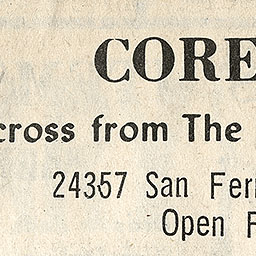 CORE
cross from The
24357 San Fer
Open F